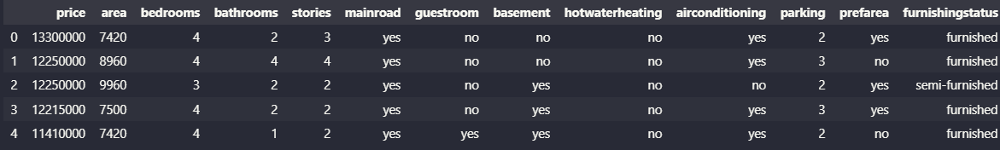 price area bedrooms bathrooms stories mainroad guestroom basement hotwaterheating airconditioning parking prefarea furnishingstatus
0 13300000 7420 4 2 3 yes no no no yes 2 yes furnished
1 12250000 8960 4 4 4 yes no no no yes 3 no furnished
2 12250000 9960 3 2 2 yes no yes no no 2 yes semi-furnished
3 12215000 7500 4 2 2 yes no yes no yes 3 yes furnished
4 11410000 7420 4 1 2 yes yes yes no yes 2 no furnished